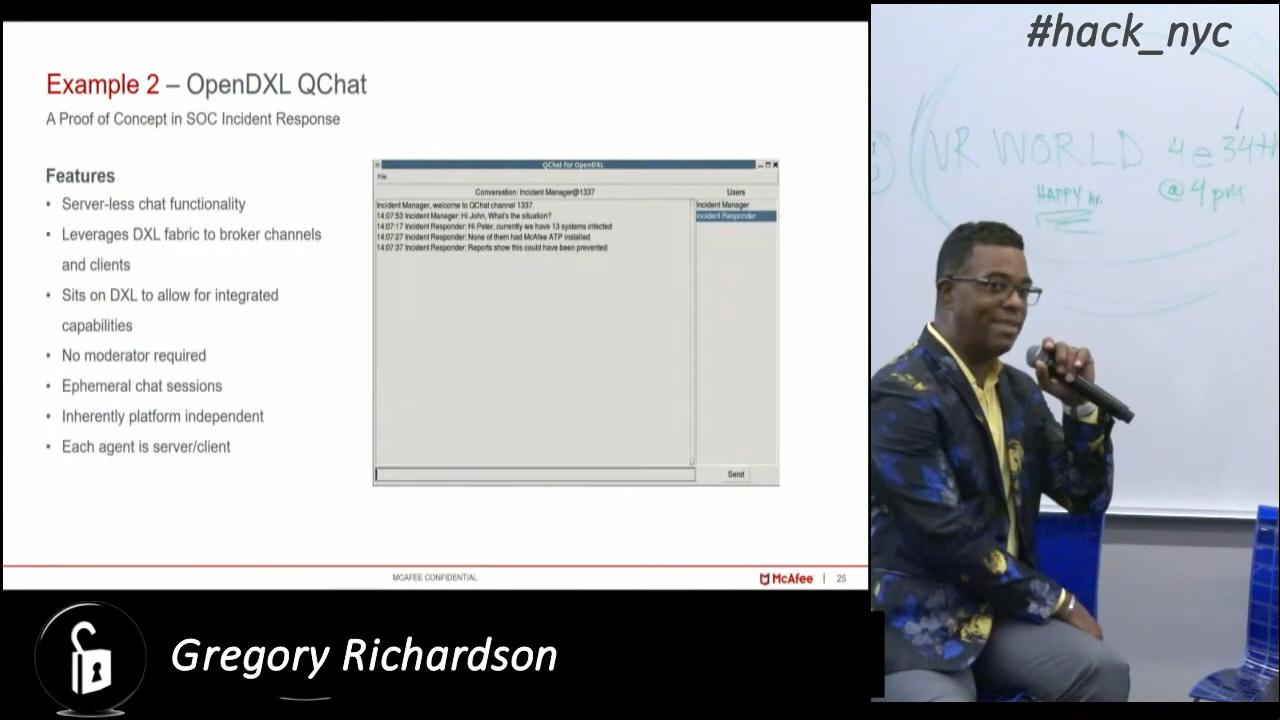 #hack_nyc
Example 2 – OpenDXL QChat
A Proof of Concept in SOC Incident Response
Features
• Server-less chat functionality
• Leverages DXL fabric to broker channels
and clients
• Sits on DXL to allow for integrated
capabilities
• No moderator required
• Ephemeral chat sessions
• Inherently platform independent
• Each agent is server/client
QChat for OpenDXL
File
Conversation: Incident Manager@1337
Users
Incident Manager, welcome to QChat channel 1337.
14:07:53 Incident Manager: Hi John, What's the situation?
14:07:17 Incident Responder: Hi Peter, currently we have 13 systems infected
14:07:27 Incident Responder: None of them had McAfee ATP installed
14:07:37 Incident Responder: Reports show this could have been prevented
Incident Manager
Incident Responder
Send
MCAFEE CONFIDENTIAL
McAfee | 25
VR WORLD 4 e 34th
HAPPY hr.
@ 4 pm
Gregory Richardson